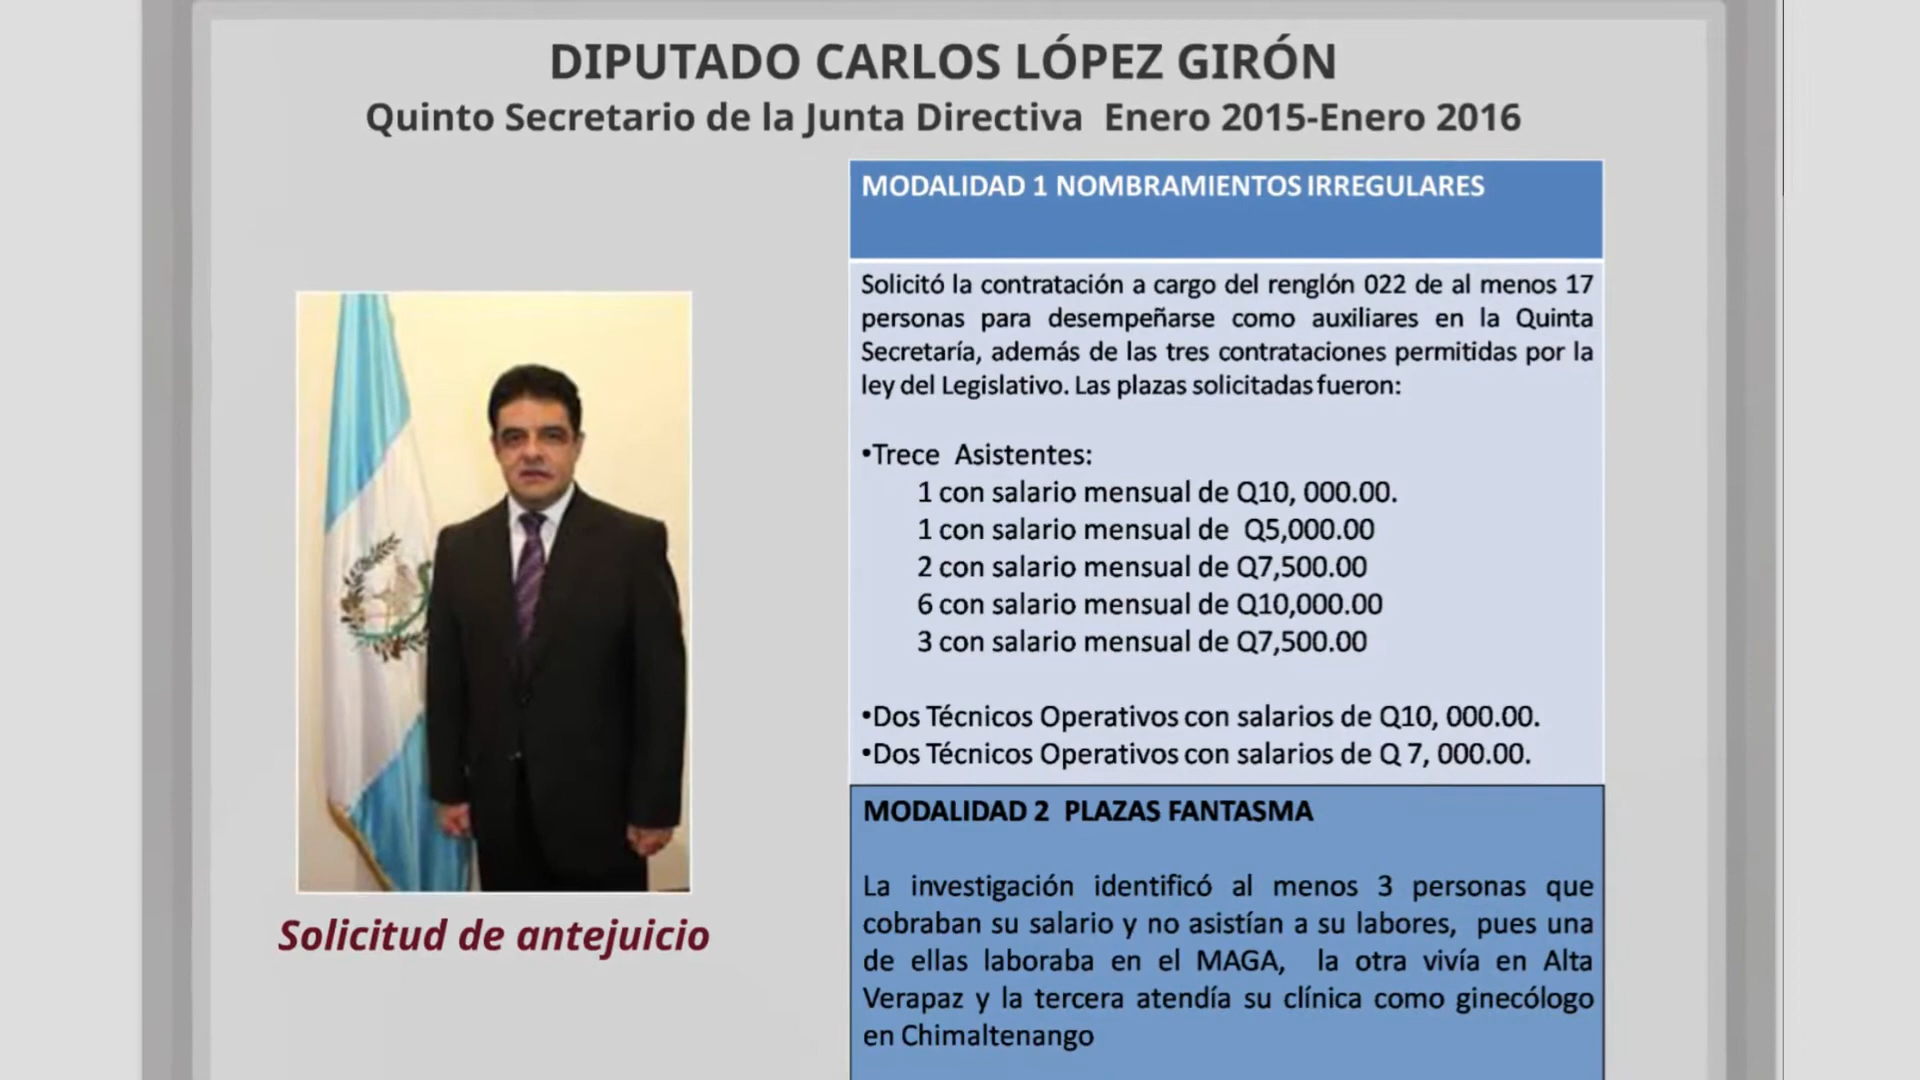 DIPUTADO CARLOS LÓPEZ GIRÓN
Quinto Secretario de la Junta Directiva Enero 2015-Enero 2016
MODALIDAD 1 NOMBRAMIENTOS IRREGULARES
Solicitó la contratación a cargo del renglón 022 de al menos 17
personas para desempeñarse como auxiliares en la Quinta
Secretaría, además de las tres contrataciones permitidas por la
ley del Legislativo. Las plazas solicitadas fueron:
•Trece Asistentes:
1 con salario mensual de Q10, 000.00.
1 con salario mensual de Q5,000.00
2 con salario mensual de Q7,500.00
6 con salario mensual de Q10,000.00
3 con salario mensual de Q7,500.00
•Dos Técnicos Operativos con salarios de Q10, 000.00.
•Dos Técnicos Operativos con salarios de Q 7, 000.00.
MODALIDAD 2 PLAZAS FANTASMA
La investigación identificó al menos 3 personas que
cobraban su salario y no asistían a su labores, pues una
de ellas laboraba en el MAGA, la otra vivía en Alta
Verapaz y la tercera atendía su clínica como ginecólogo
en Chimaltenango
Solicitud de antejuicio